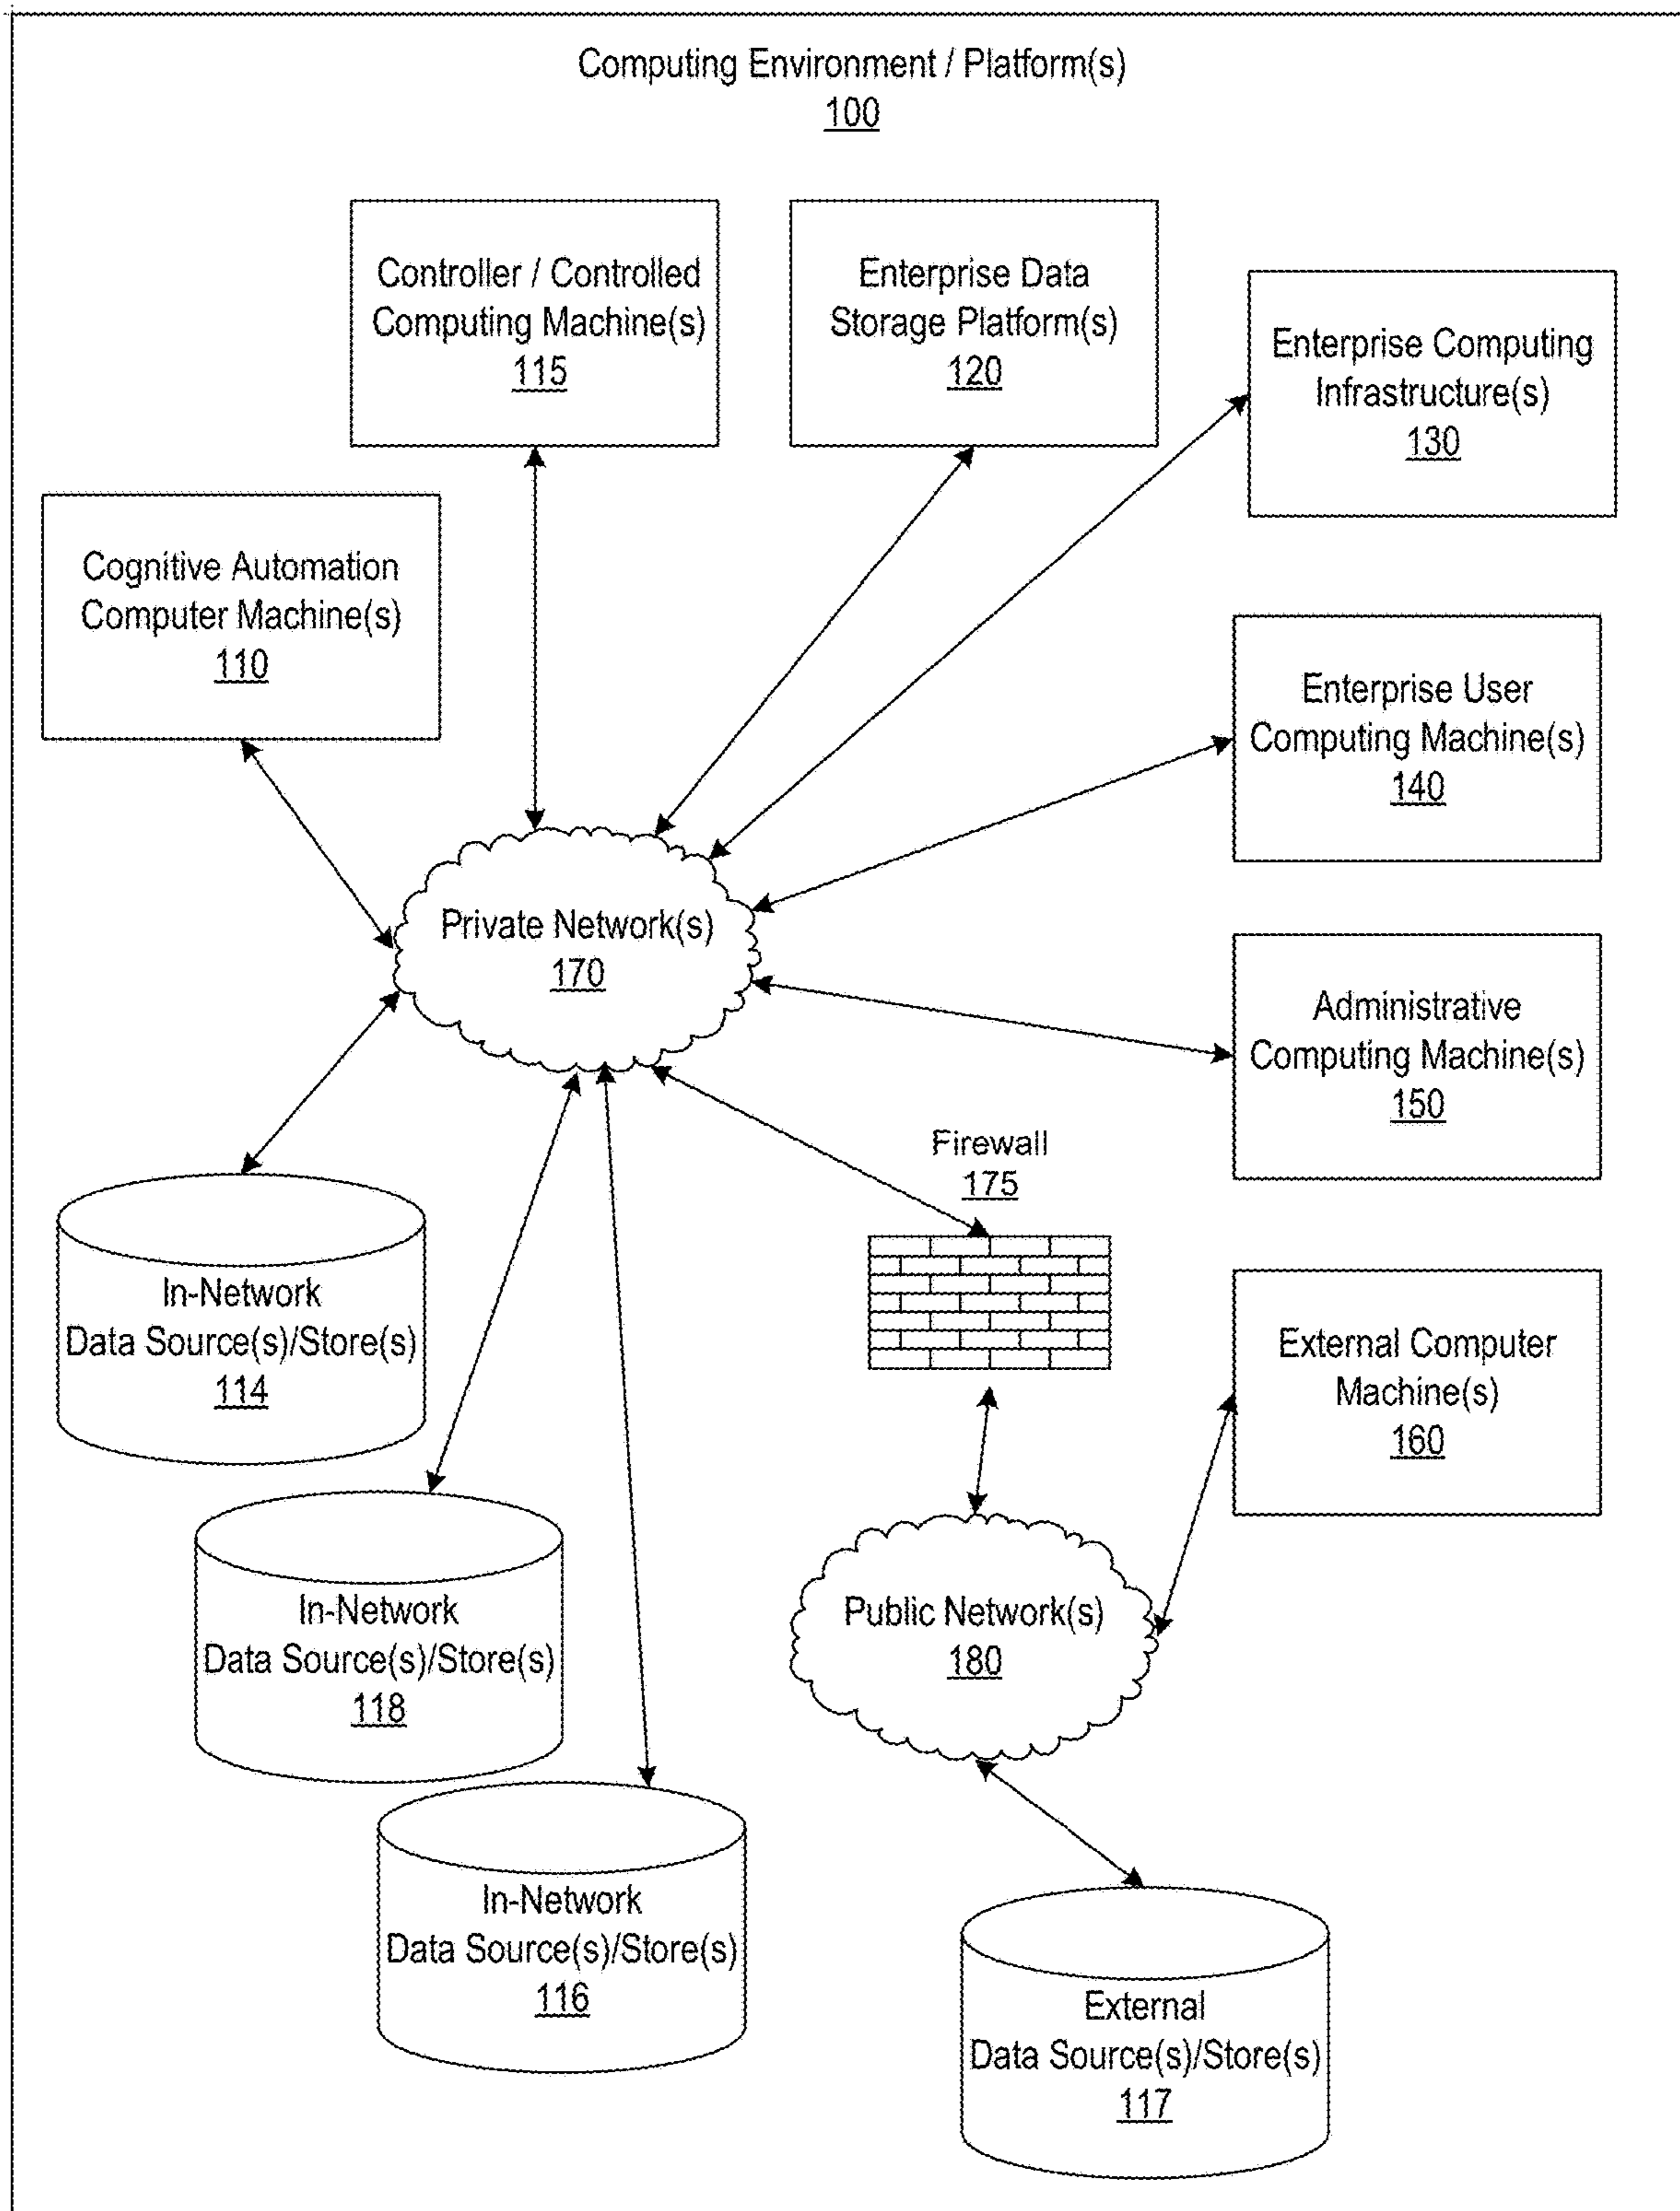 Computing Environment / Platform(s)
100
Controller / Controlled
Computing Machine(s)
115
Enterprise Data
Storage Platform(s)
120
Enterprise Computing
Infrastructure(s)
130
Cognitive Automation
Computer Machine(s)
110
Enterprise User
Computing Machine(s)
140
Private Network(s)
170
Administrative
Computing Machine(s)
150
Firewall
175
In-Network
Data Source(s)/Store(s)
114
External Computer
Machine(s)
160
In-Network
Data Source(s)/Store(s)
118
Public Network(s)
180
In-Network
Data Source(s)/Store(s)
116
External
Data Source(s)/Store(s)
117